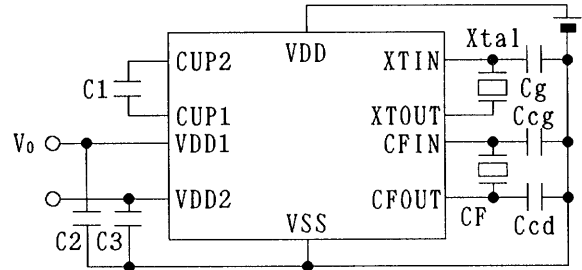 VDD
Xtal
CUP2
XTIN
C1
Cg
CUP1
XTOUT
Ccg
V₀
VDD1
CFIN
VDD2
CFOUT
VSS
CF
Ccd
C2
C3